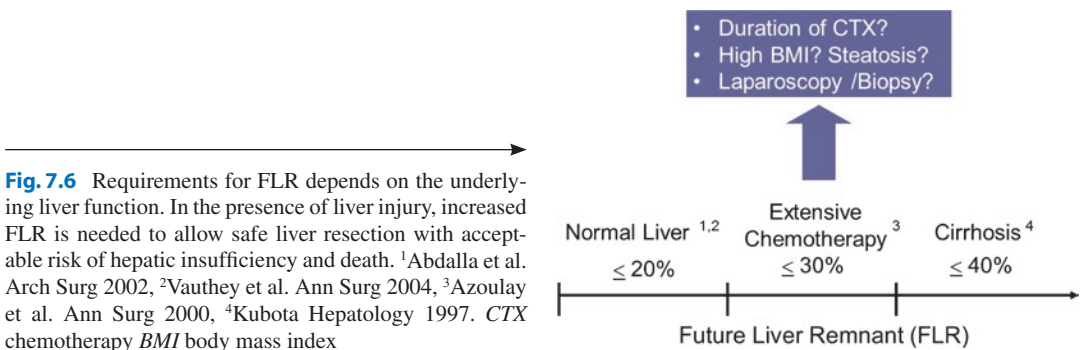 Fig. 7.6 Requirements for FLR depends on the underly-
ing liver function. In the presence of liver injury, increased
FLR is needed to allow safe liver resection with accept-
able risk of hepatic insufficiency and death. ¹Abdalla et al.
Arch Surg 2002, ²Vauthey et al. Ann Surg 2004, ³Azoulay
et al. Ann Surg 2000, ⁴Kubota Hepatology 1997. CTX
chemotherapy BMI body mass index
• Duration of CTX?
• High BMI? Steatosis?
• Laparoscopy /Biopsy?
Normal Liver ¹,²
≤ 20%
Extensive
Chemotherapy ³
≤ 30%
Cirrhosis ⁴
≤ 40%
Future Liver Remnant (FLR)